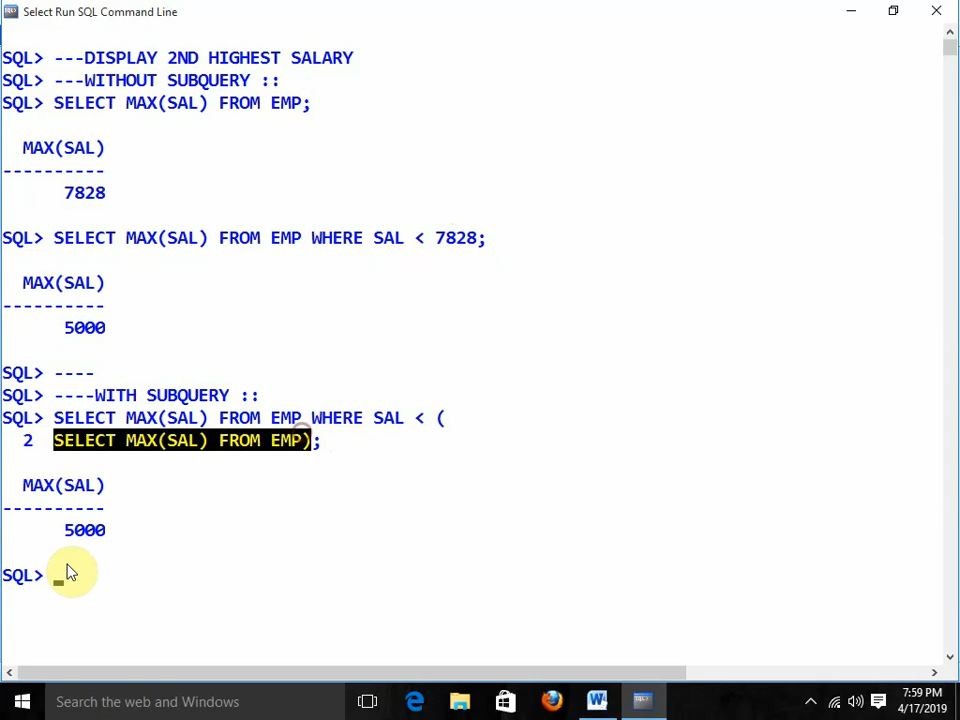 Select Run SQL Command Line
SQL> ---DISPLAY 2ND HIGHEST SALARY
SQL> ---WITHOUT SUBQUERY ::
SQL> SELECT MAX(SAL) FROM EMP;
MAX(SAL)
----------
7828
SQL> SELECT MAX(SAL) FROM EMP WHERE SAL < 7828;
MAX(SAL)
----------
5000
SQL> ----
SQL> ----WITH SUBQUERY ::
SQL> SELECT MAX(SAL) FROM EMP WHERE SAL < (
2 SELECT MAX(SAL) FROM EMP);
MAX(SAL)
----------
5000
SQL> _
Search the web and Windows
7:59 PM
4/17/2019